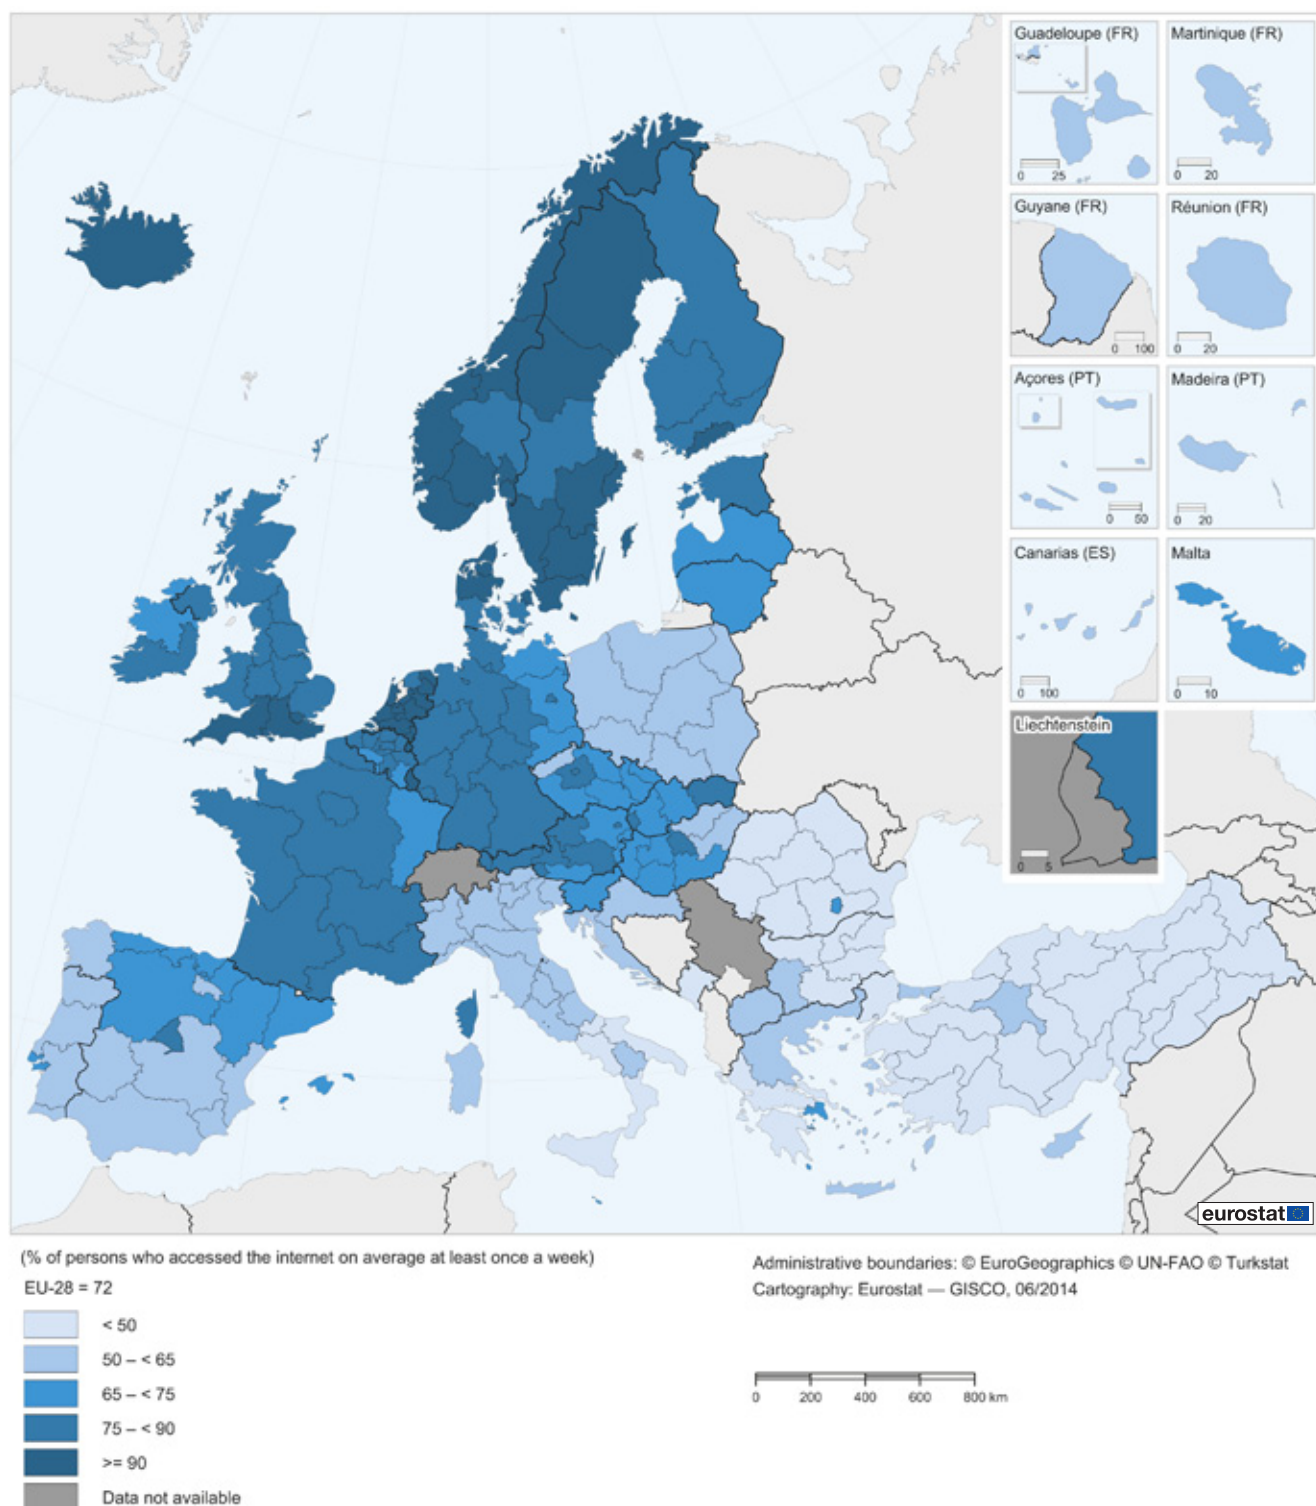 Guadeloupe (FR)
0 25
Martinique (FR)
0 20
Guyane (FR)
0 100
Réunion (FR)
0 20
Açores (PT)
0 50
Madeira (PT)
0 20
Canarias (ES)
0 100
Malta
0 10
Liechtenstein
0 5
eurostat
(% of persons who accessed the internet on average at least once a week)
EU-28 = 72
< 50
50 – < 65
65 – < 75
75 – < 90
>= 90
Data not available
Administrative boundaries: © EuroGeographics © UN-FAO © Turkstat
Cartography: Eurostat — GISCO, 06/2014
0 200 400 600 800 km